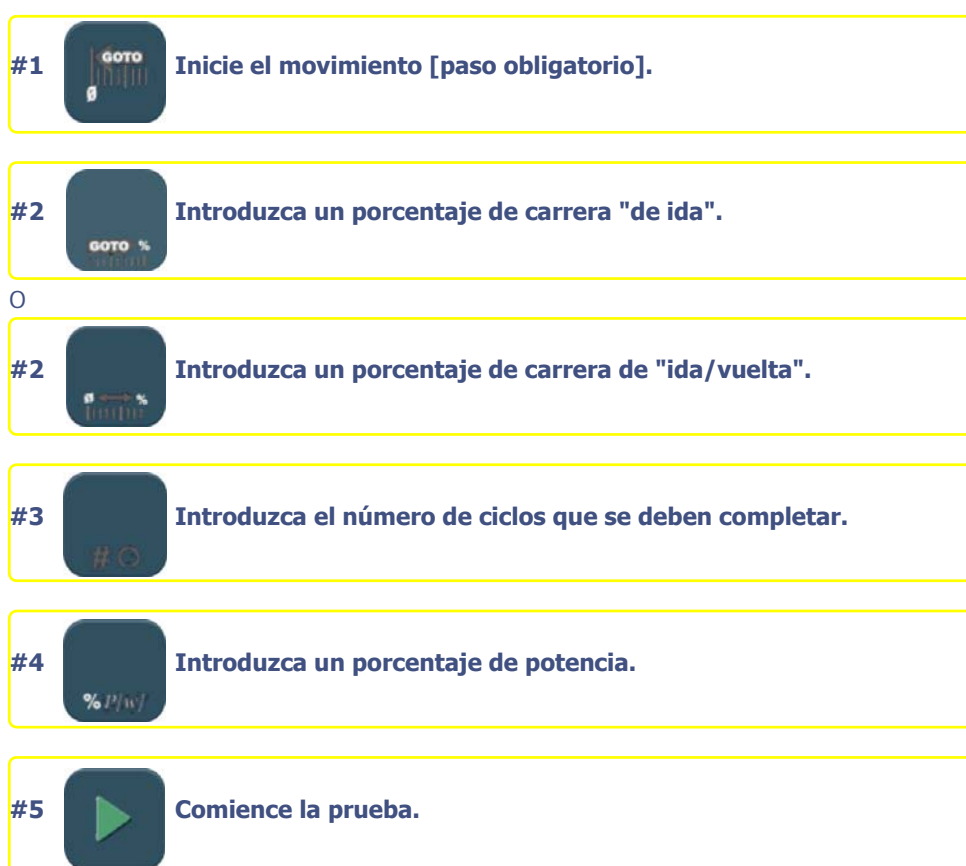 #1 GOTO Ø Inicie el movimiento [paso obligatorio].
#2 GOTO % Introduzca un porcentaje de carrera "de ida".
O
#2 Ø % Introduzca un porcentaje de carrera de "ida/vuelta".
#3 # Introduzca el número de ciclos que se deben completar.
#4 % P[w] Introduzca un porcentaje de potencia.
#5 Comience la prueba.